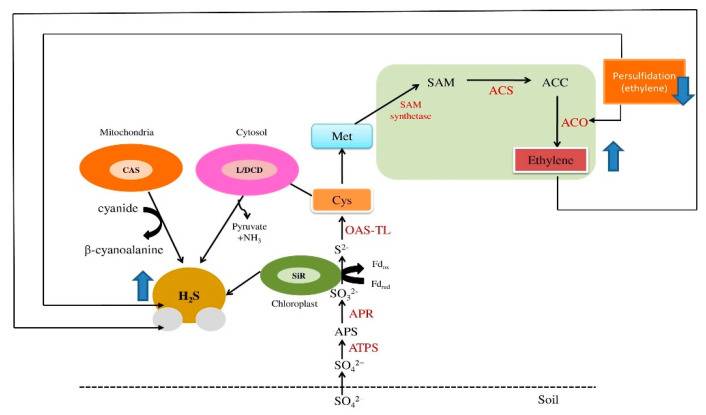 SAM
ACS
ACC
Persulfidation
(ethylene)
SAM
synthetase
ACO
Mitochondria
Cytosol
Met
Ethylene
CAS
L/DCD
Cys
cyanide
Pyruvate
+NH₃
OAS-TL
β-cyanoalanine
S²⁻
Fdₒₓ
SiR
H₂S
SO₃²⁻
Fdᵣₑd
Chloroplast
APR
APS
ATPS
SO₄²⁻
Soil
SO₄²⁻